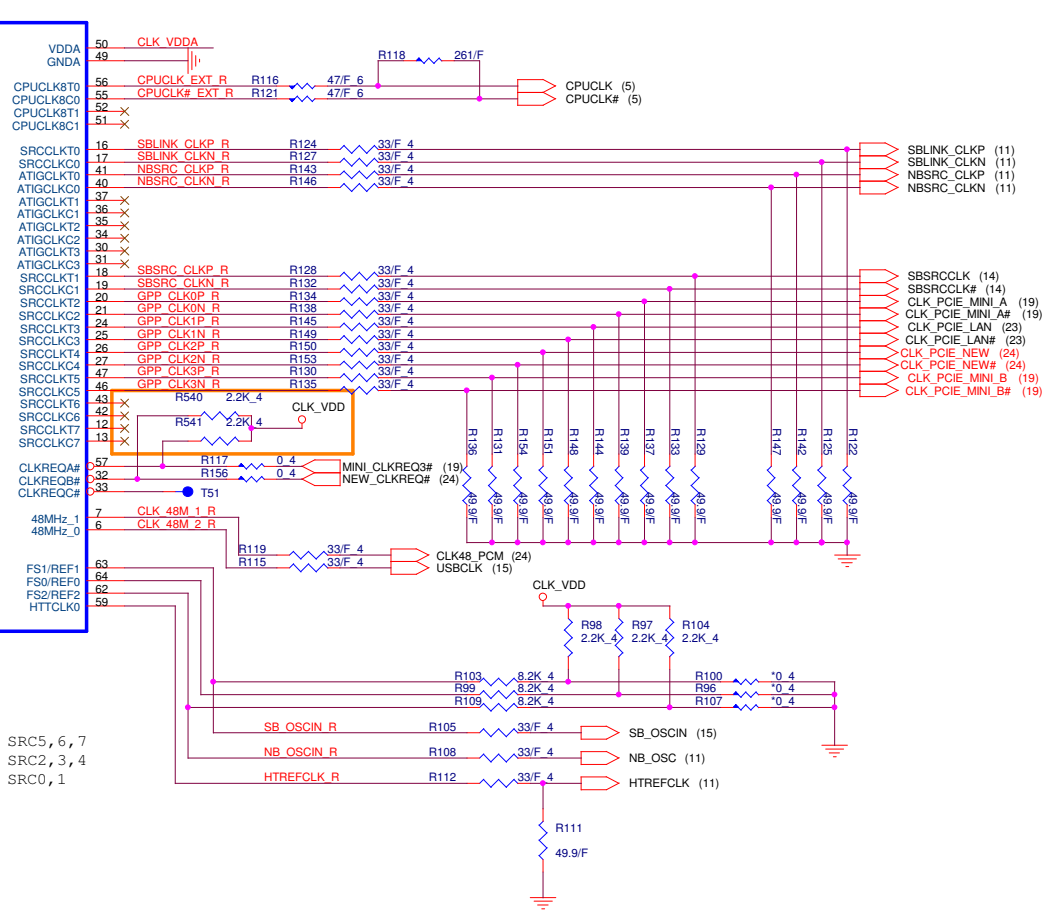 VDDA 50 CLK_VDDA
GNDA 49
R118 261/F
CPUCLK8T0 56 CPUCLK_EXT_R R116 47/F_6 CPUCLK (5)
CPUCLK8C0 55 CPUCLK#_EXT_R R121 47/F_6 CPUCLK# (5)
CPUCLK8T1 52
CPUCLK8C1 51
SRCCLKT0 16 SBLINK_CLKP_R R124 33/F_4 SBLINK_CLKP (11)
SRCCLKC0 17 SBLINK_CLKN_R R127 33/F_4 SBLINK_CLKN (11)
ATIGCLKT0 41 NBSRC_CLKP_R R143 33/F_4 NBSRC_CLKP (11)
ATIGCLKC0 40 NBSRC_CLKN_R R146 33/F_4 NBSRC_CLKN (11)
ATIGCLKT1 37
ATIGCLKC1 36
ATIGCLKT2 35
ATIGCLKC2 34
ATIGCLKT3 30
ATIGCLKC3 31
SRCCLKT1 18 SBSRC_CLKP_R R128 33/F_4 SBSRCCLK (14)
SRCCLKC1 19 SBSRC_CLKN_R R132 33/F_4 SBSRCCLK# (14)
SRCCLKT2 20 GPP_CLK0P_R R134 33/F_4 CLK_PCIE_MINI_A (19)
SRCCLKC2 21 GPP_CLK0N_R R138 33/F_4 CLK_PCIE_MINI_A# (19)
SRCCLKT3 24 GPP_CLK1P_R R145 33/F_4 CLK_PCIE_LAN (23)
SRCCLKC3 25 GPP_CLK1N_R R149 33/F_4 CLK_PCIE_LAN# (23)
SRCCLKT4 26 GPP_CLK2P_R R150 33/F_4 CLK_PCIE_NEW (24)
SRCCLKC4 27 GPP_CLK2N_R R153 33/F_4 CLK_PCIE_NEW# (24)
SRCCLKT5 47 GPP_CLK3P_R R130 33/F_4 CLK_PCIE_MINI_B (19)
SRCCLKC5 46 GPP_CLK3N_R R135 33/F_4 CLK_PCIE_MINI_B# (19)
SRCCLKT6 43 R540 2.2K_4 CLK_VDD
SRCCLKC6 42
SRCCLKT7 12 R541 2.2K_4
SRCCLKC7 13
R136 R131 R154 R151 R148 R144 R139 R137 R133 R129 R147 R142 R125 R122
49.9/F 49.9/F 49.9/F 49.9/F 49.9/F 49.9/F 49.9/F 49.9/F 49.9/F 49.9/F 49.9/F 49.9/F 49.9/F 49.9/F
CLKREQA# 57 R117 0_4 MINI_CLKREQ3# (19)
CLKREQB# 32 R156 0_4 NEW_CLKREQ# (24)
CLKREQC# 33 T51
48MHz_1 7 CLK_48M_1_R
48MHz_0 6 CLK_48M_2_R
R119 33/F_4 CLK48_PCM (24)
R115 33/F_4 USBCLK (15)
FS1/REF1 63
FS0/REF0 64
FS2/REF2 62
HTTCLK0 59
CLK_VDD
R98 R97 R104
2.2K_4 2.2K_4 2.2K_4
R103 8.2K_4 R100 *0_4
R99 8.2K_4 R96 *0_4
R109 8.2K_4 R107 *0_4
SB_OSCIN_R R105 33/F_4 SB_OSCIN (15)
NB_OSCIN_R R108 33/F_4 NB_OSC (11)
HTREFCLK_R R112 33/F_4 HTREFCLK (11)
SRC5,6,7
SRC2,3,4
SRC0,1
R111
49.9/F